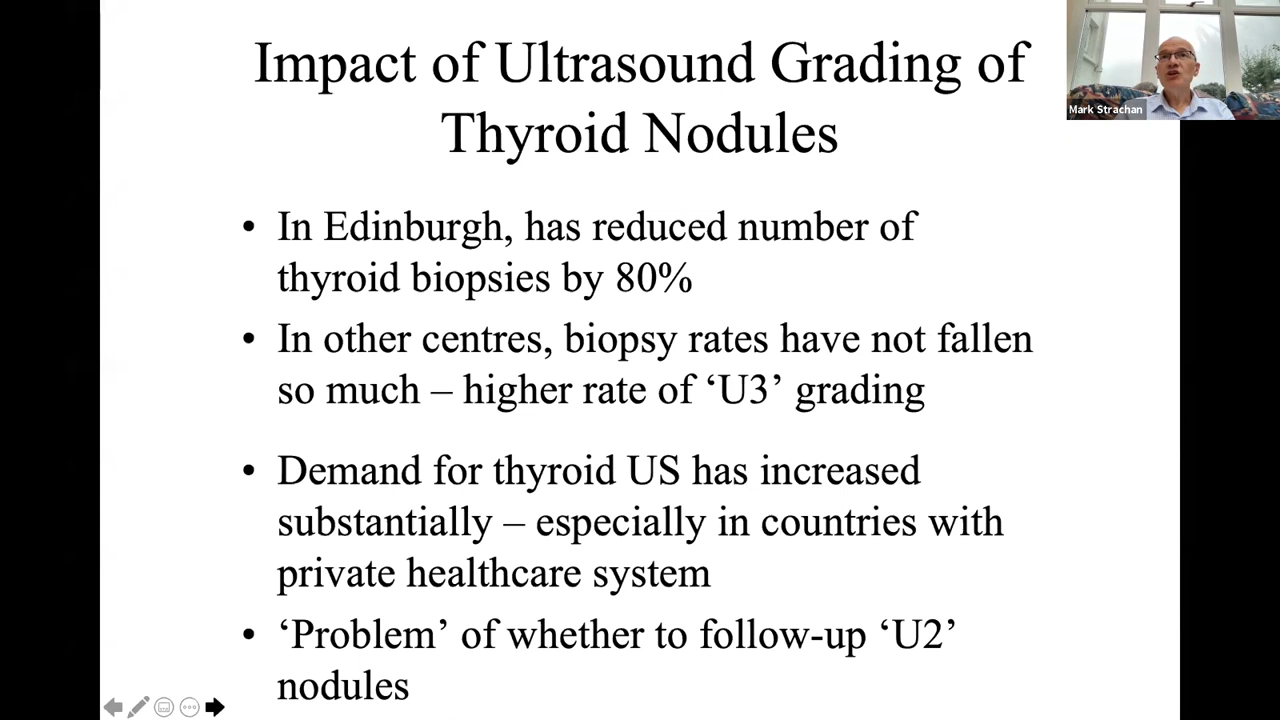 Impact of Ultrasound Grading of
Thyroid Nodules
Mark Strachan
• In Edinburgh, has reduced number of
thyroid biopsies by 80%
• In other centres, biopsy rates have not fallen
so much – higher rate of ‘U3’ grading
• Demand for thyroid US has increased
substantially – especially in countries with
private healthcare system
• ‘Problem’ of whether to follow-up ‘U2’
nodules